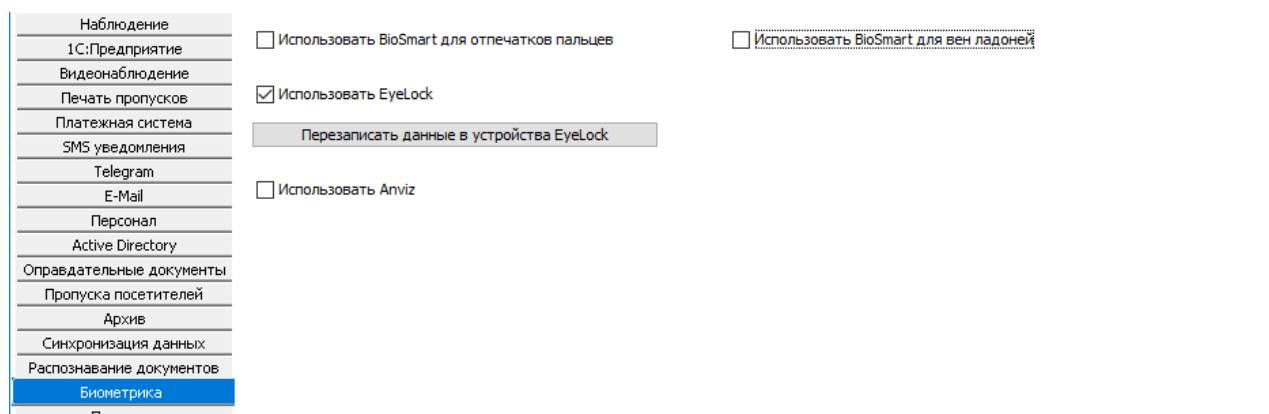 Наблюдение
1С:Предприятие
Видеонаблюдение
Печать пропусков
Платежная система
SMS уведомления
Telegram
E-Mail
Персонал
Active Directory
Оправдательные документы
Пропуска посетителей
Архив
Синхронизация данных
Распознавание документов
Биометрика
Использовать BioSmart для отпечатков пальцев
Использовать BioSmart для вен ладоней
Использовать EyeLock
Перезаписать данные в устройства EyeLock
Использовать Anviz